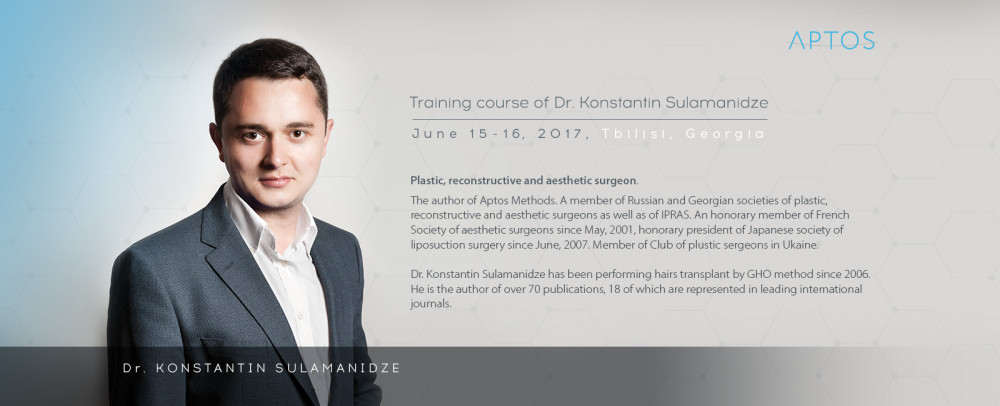 APTOS
Training course of Dr. Konstantin Sulamanidze
June 15-16, 2017, Tbilisi, Georgia
Plastic, reconstructive and aesthetic surgeon.
The author of Aptos Methods. A member of Russian and Georgian societies of plastic,
reconstructive and aesthetic surgeons as well as of IPRAS. An honorary member of French
Society of aesthetic surgeons since May, 2001, honorary president of Japanese society of
liposuction surgery since June, 2007. Member of Club of plustic sergeons in Ukaine.
Dr. Konstantin Sulamanidze has been performing hairs transplant by GHO method since 2006.
He is the author of over 70 publications, 18 of which are represented in leading international
journals.
Dr. KONSTANTIN SULAMANIDZE